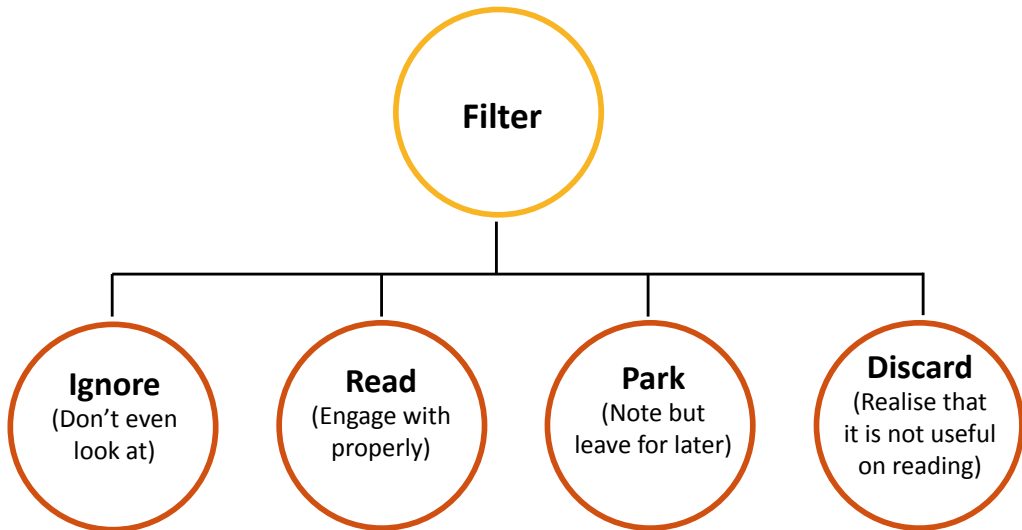 Filter
Ignore
(Don’t even
look at)
Read
(Engage with
properly)
Park
(Note but
leave for later)
Discard
(Realise that
it is not useful
on reading)